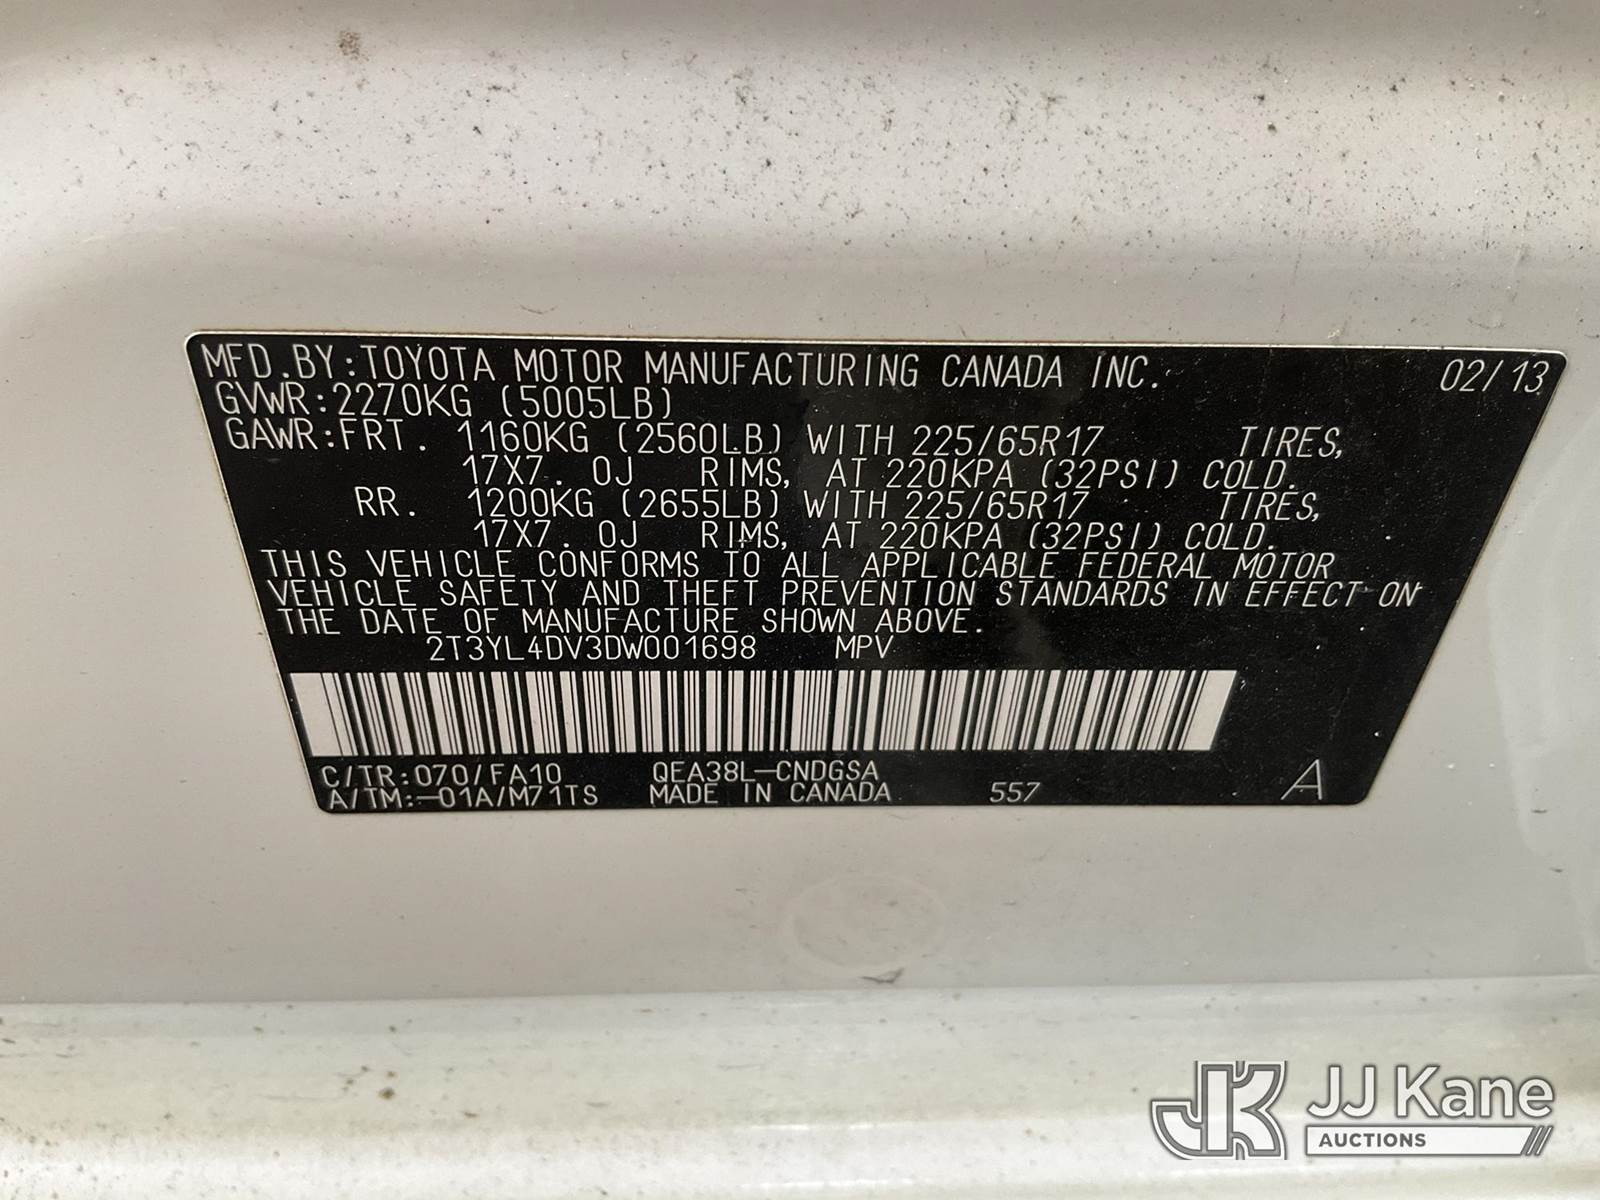 MFD.BY:TOYOTA MOTOR MANUFACTURING CANADA INC. 02/13
GVWR:2270KG (5005LB)
GAWR:FRT. 1160KG (2560LB) WITH 225/65R17 TIRES,
17X7. 0J RIMS, AT 220KPA (32PSI) COLD.
RR. 1200KG (2655LB) WITH 225/65R17 TIRES,
17X7. 0J RIMS, AT 220KPA (32PSI) COLD.
THIS VEHICLE CONFORMS TO ALL APPLICABLE FEDERAL MOTOR
VEHICLE SAFETY AND THEFT PREVENTION STANDARDS IN EFFECT ON
THE DATE OF MANUFACTURE SHOWN ABOVE.
2T3YL4DV3DW001698 MPV
C/TR:070/FA10 QEA38L-CNDGSA
A/TM:-01A/M71TS MADE IN CANADA 557 A
JK JJ Kane
AUCTIONS